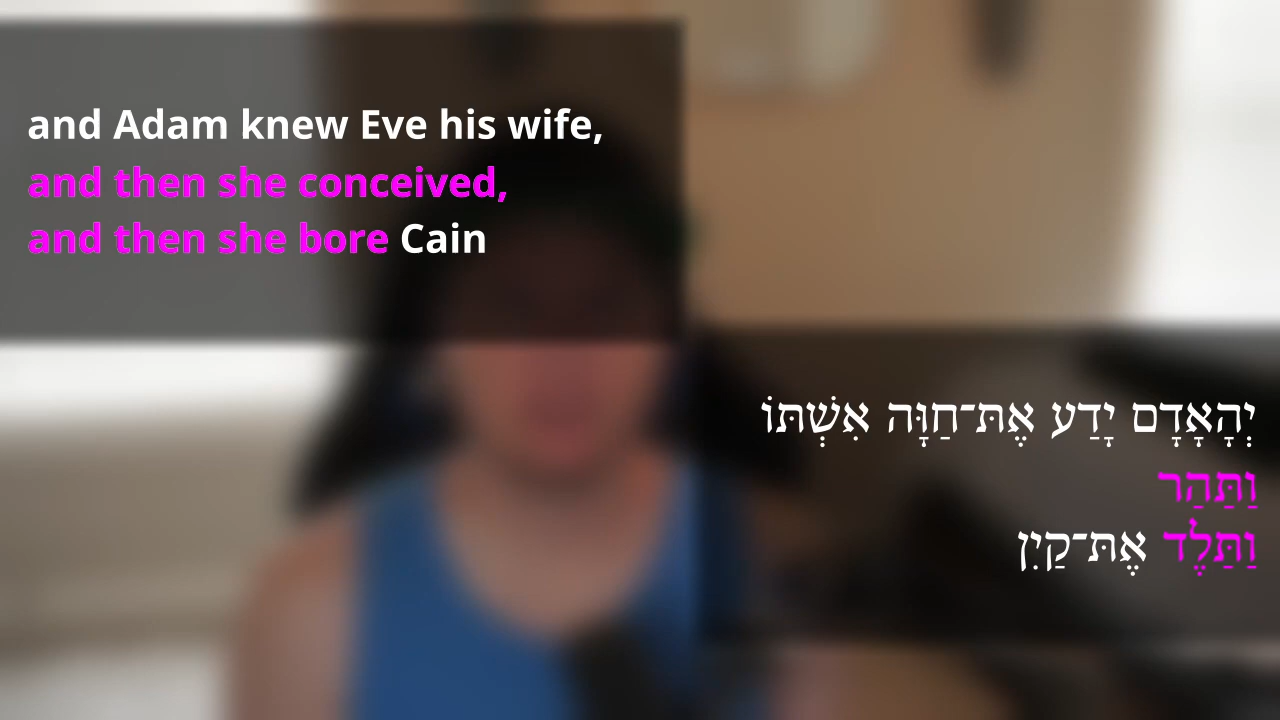 and Adam knew Eve his wife,
and then she conceived,
and then she bore Cain
יְהָאָדָם יָדַע אֶתּ־חַוָּה אִשְׁתּוֹ
וַתַּהַר
וַתַּלֶד אֶתּ־קַיִן